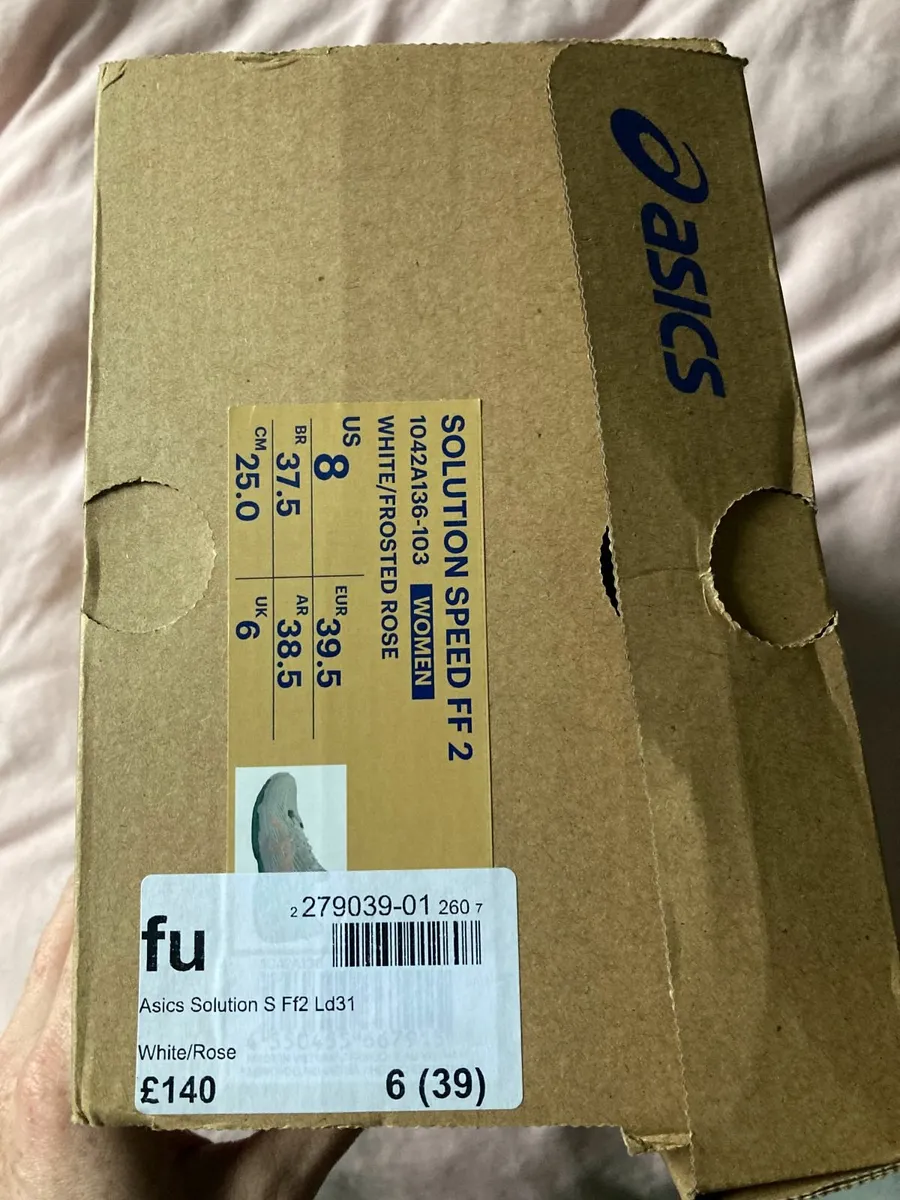 asics
SOLUTION SPEED FF 2
1042A136-103 WOMEN
WHITE/FROSTED ROSE
US 8 EUR 39.5
BR 37.5 AR 38.5
CM 25.0 UK 6
2 279039-01 260 7
fu
Asics Solution S Ff2 Ld31
White/Rose
£140 6 (39)